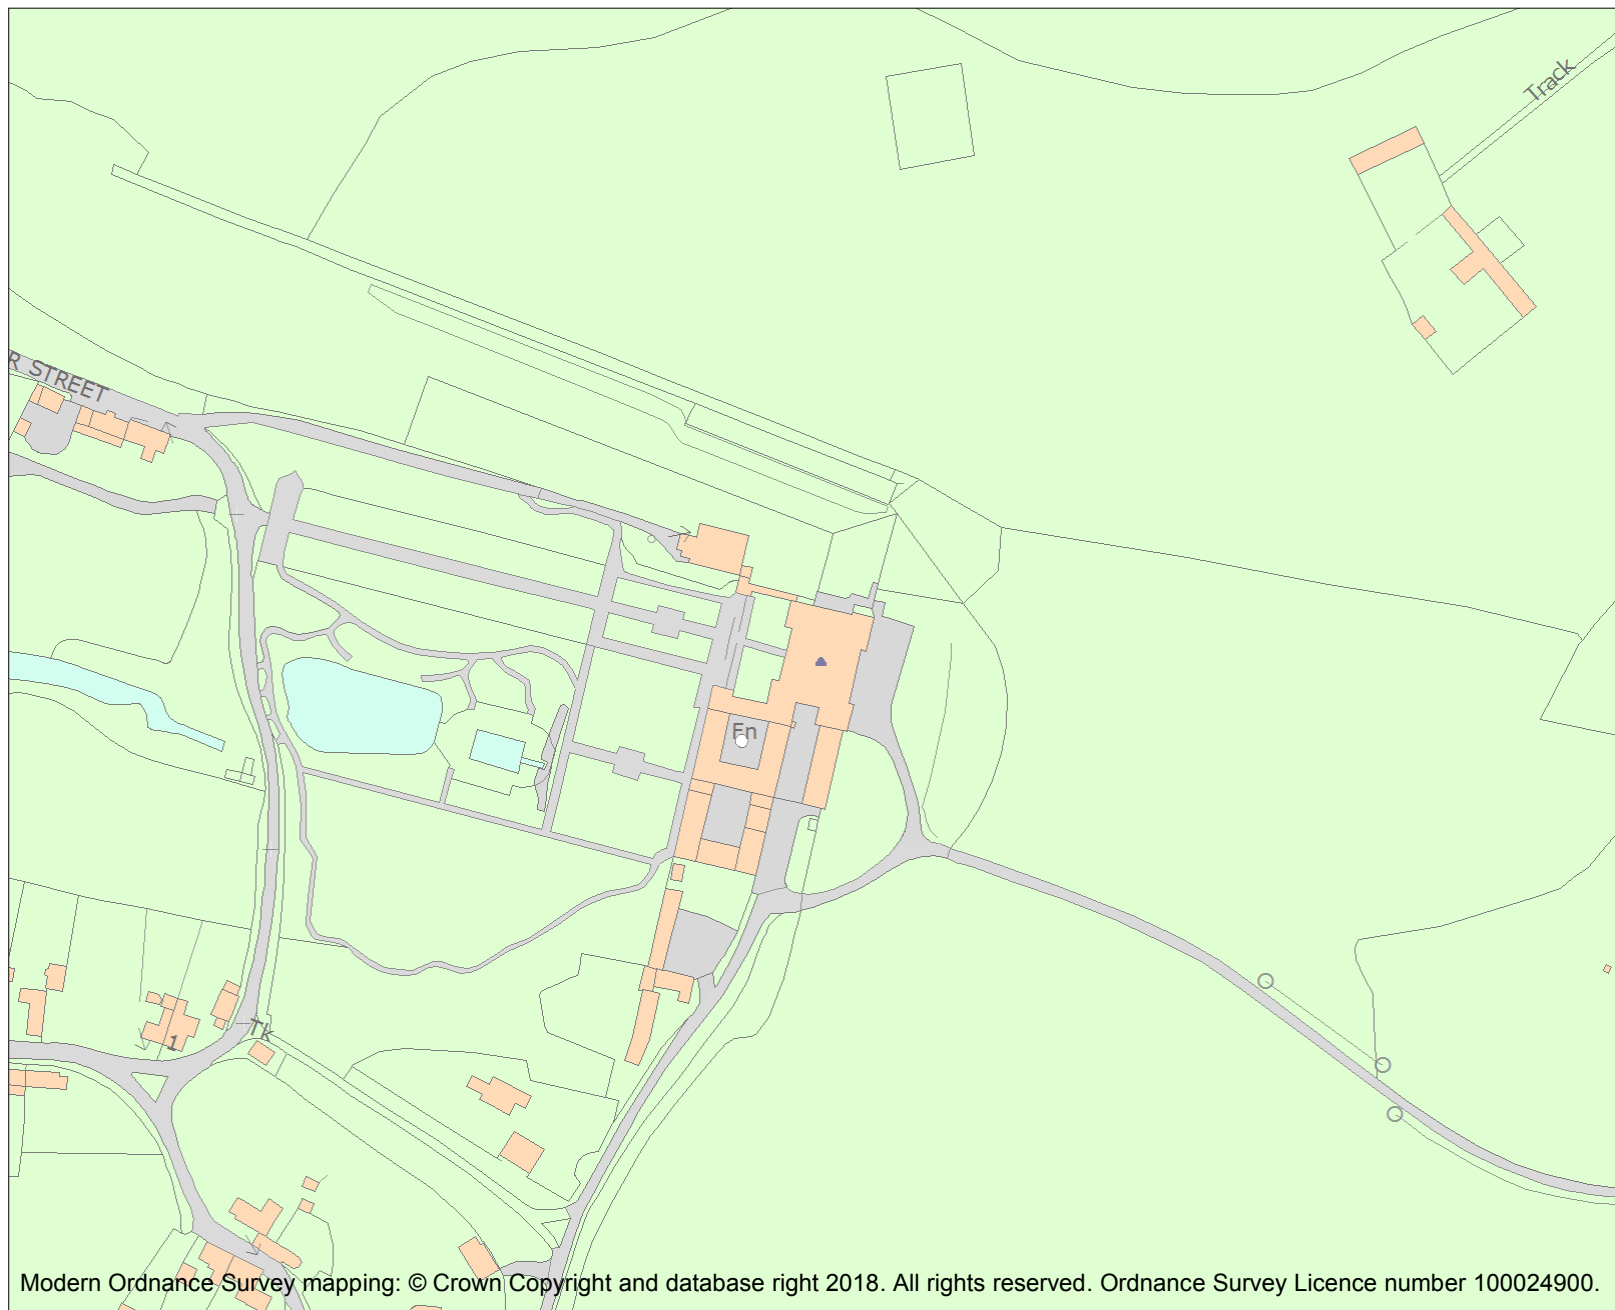 Track
R STREET
Fn
Tk
1
Modern Ordnance Survey mapping: © Crown Copyright and database right 2018. All rights reserved. Ordnance Survey Licence number 100024900.